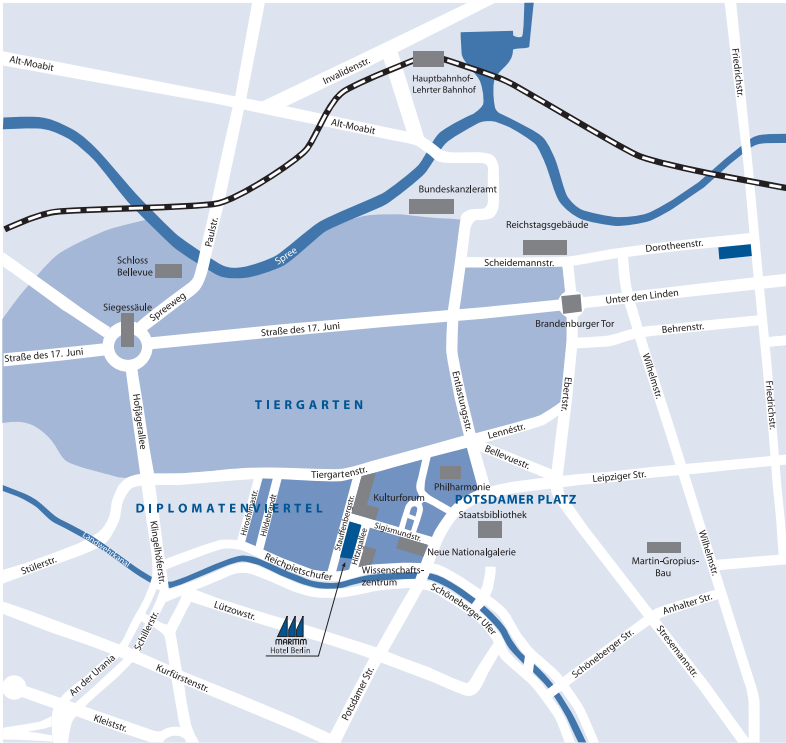 Alt-Moabit
Invalidenstr.
Hauptbahnhof-
Lehrter Bahnhof
Friedrichstr.
Alt-Moabit
Bundeskanzleramt
Paulstr.
Reichstagsgebäude
Dorotheenstr.
Spree
Scheidemannstr.
Schloss
Bellevue
Siegessäule
Spreeweg
Unter den Linden
Brandenburger Tor
Straße des 17. Juni
Behrenstr.
Straße des 17. Juni
Wilhelmstr.
Entlastungsstr.
Ebertstr.
Friedrichstr.
Hofjägerallee
TIERGARTEN
Lennéstr.
Bellevuestr.
Tiergartenstr.
Leipziger Str.
Philharmonie
Kulturforum
POTSDAMER PLATZ
DIPLOMATENVIERTEL
Hiroshimastr.
Hildebrandt
Stauffenbergstr.
Hitzigallee
Sigismundstr.
Staatsbibliothek
Klingelhöferstr.
Landwehrkanal
Neue Nationalgalerie
Wilhelmstr.
Martin-Gropius-
Bau
Stülerstr.
Reichpietschufer
Wissenschafts-
zentrum
Schöneberger Ufer
Anhalter Str.
Lützowstr.
Schillerstr.
MARITIM
Hotel Berlin
Schöneberger Str.
Stresemannstr.
An der Urania
Kurfürstenstr.
Potsdamer Str.
Kleiststr.